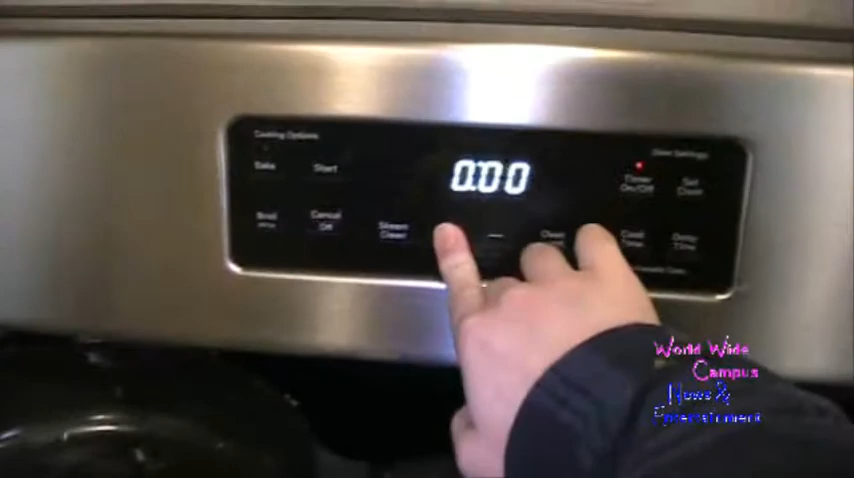 Cooking Options
Bake
Start
0:00
Timer
On/Off
Set
Clock
Broil
Cancel
Off
Steam
Clean
Oven
Cook
Time
Delay
Time
World Wide
Campus
News &
Entertainment